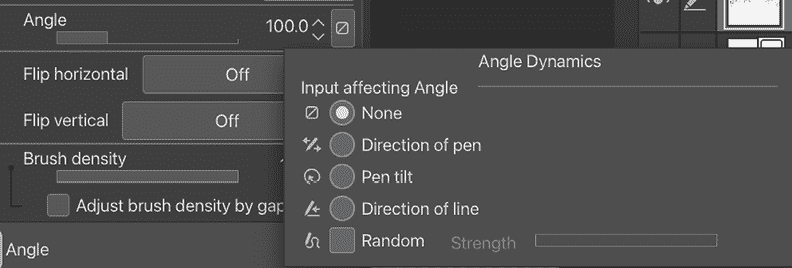 Angle
100.0
Angle Dynamics
Flip horizontal
Off
Input affecting Angle
None
Flip vertical
Off
Direction of pen
Brush density
Pen tilt
Adjust brush density by gap
Direction of line
Random
Strength
Angle